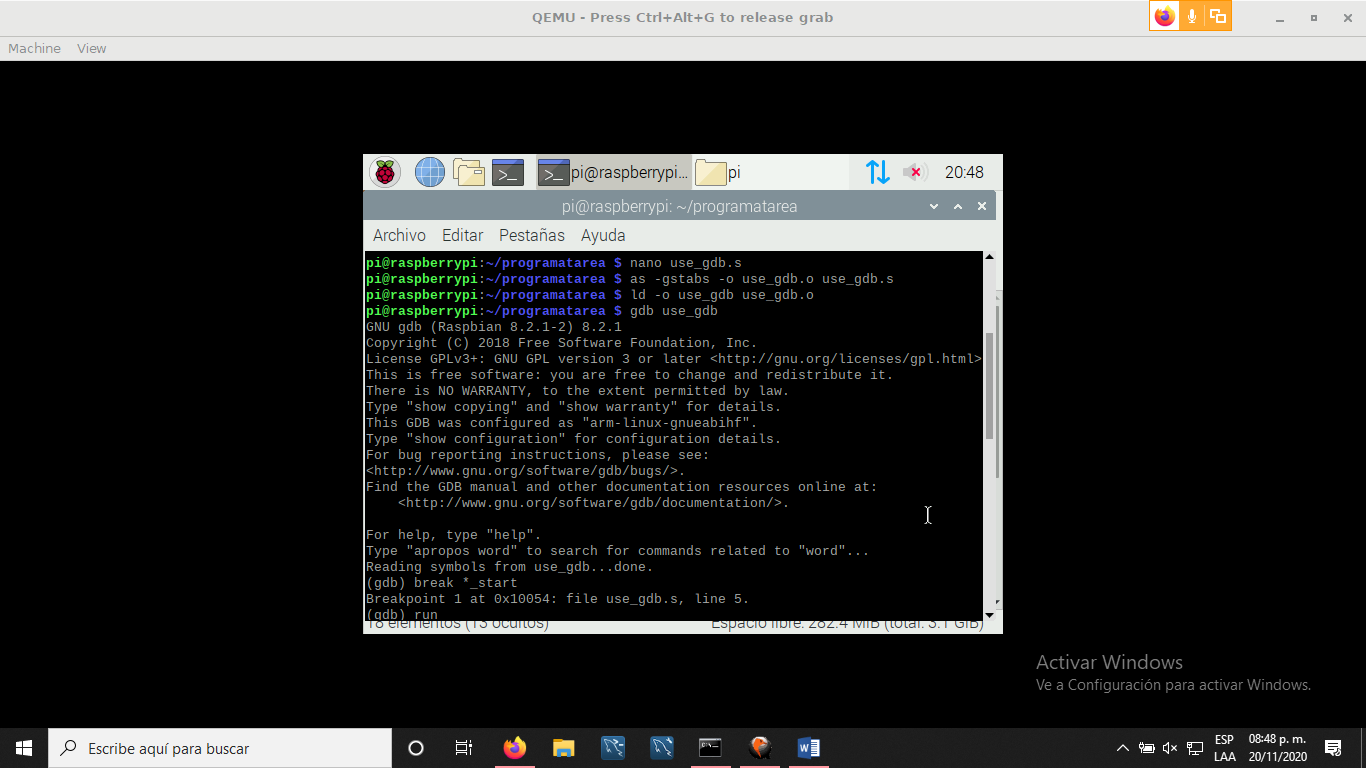 QEMU - Press Ctrl+Alt+G to release grab
Machine View
pi@raspberrypi... pi 20:48
pi@raspberrypi: ~/programatarea
Archivo Editar Pestañas Ayuda
pi@raspberrypi:~/programatarea $ nano use_gdb.s
pi@raspberrypi:~/programatarea $ as -gstabs -o use_gdb.o use_gdb.s
pi@raspberrypi:~/programatarea $ ld -o use_gdb use_gdb.o
pi@raspberrypi:~/programatarea $ gdb use_gdb
GNU gdb (Raspbian 8.2.1-2) 8.2.1
Copyright (C) 2018 Free Software Foundation, Inc.
License GPLv3+: GNU GPL version 3 or later <http://gnu.org/licenses/gpl.html>
This is free software: you are free to change and redistribute it.
There is NO WARRANTY, to the extent permitted by law.
Type "show copying" and "show warranty" for details.
This GDB was configured as "arm-linux-gnueabihf".
Type "show configuration" for configuration details.
For bug reporting instructions, please see:
<http://www.gnu.org/software/gdb/bugs/>.
Find the GDB manual and other documentation resources online at:
    <http://www.gnu.org/software/gdb/documentation/>.
For help, type "help".
Type "apropos word" to search for commands related to "word"...
Reading symbols from use_gdb...done.
(gdb) break *_start
Breakpoint 1 at 0x10054: file use_gdb.s, line 5.
(gdb) run
18 elementos (13 ocultos) Espacio libre: 282.4 MiB (total: 3.1 GiB)
Activar Windows
Ve a Configuración para activar Windows.
Escribe aquí para buscar
ESP 08:48 p. m.
LAA 20/11/2020